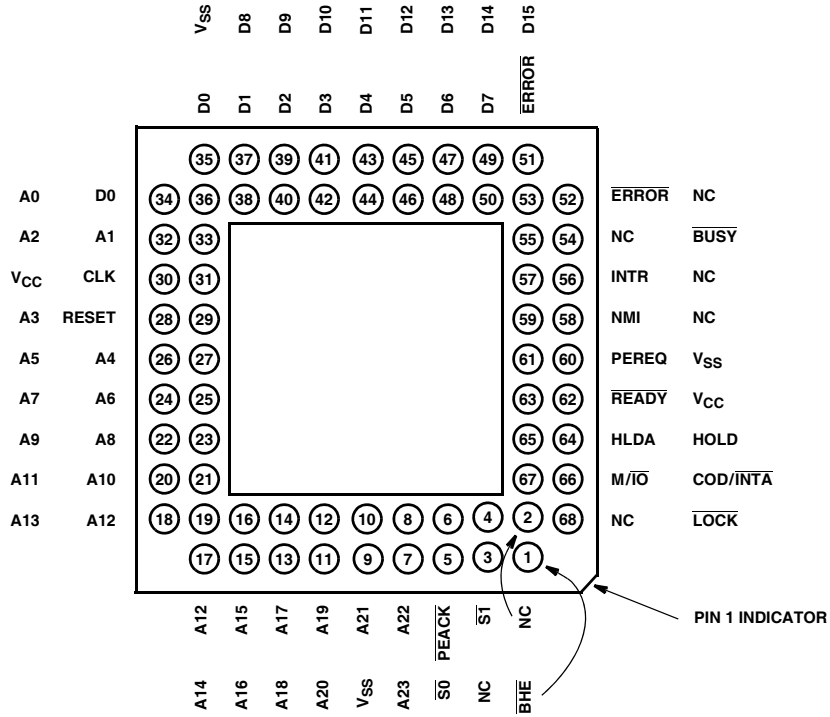 VSS D8 D9 D10 D11 D12 D13 D14 D15
D0 D1 D2 D3 D4 D5 D6 D7 ERROR
35 37 39 41 43 45 47 49 51
A0 D0 34 36 38 40 42 44 46 48 50 53 52 ERROR NC
A2 A1 32 33 55 54 NC BUSY
VCC CLK 30 31 57 56 INTR NC
A3 RESET 28 29 59 58 NMI NC
A5 A4 26 27 61 60 PEREQ VSS
A7 A6 24 25 63 62 READY VCC
A9 A8 22 23 65 64 HLDA HOLD
A11 A10 20 21 67 66 M/IO COD/INTA
A13 A12 18 19 16 14 12 10 8 6 4 2 68 NC LOCK
17 15 13 11 9 7 5 3 1
A12 A15 A17 A19 A21 A22 PEACK S1 NC
PIN 1 INDICATOR
A14 A16 A18 A20 VSS A23 S0 NC BHE